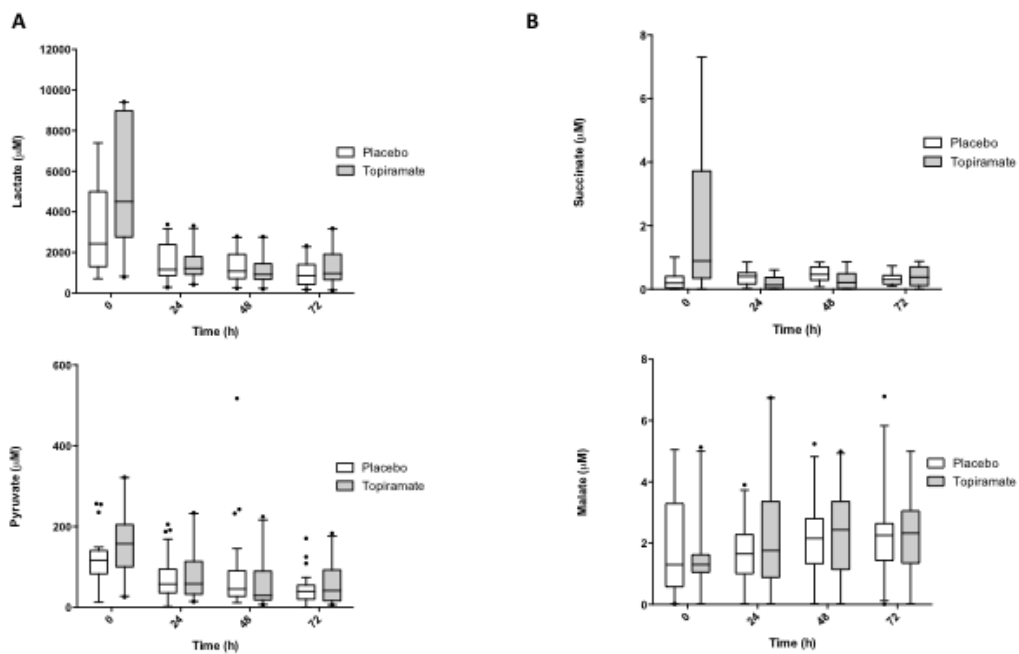 A
12000
10000
8000
6000
4000
2000
0
Lactate (µM)
Placebo
Topiramate
0
24
48
72
Time (h)
600
400
200
0
Pyruvate (µM)
Placebo
Topiramate
0
24
48
72
Time (h)
B
8
6
4
2
0
Succinate (µM)
Placebo
Topiramate
0
24
48
72
Time (h)
8
6
4
2
0
Malate (µM)
Placebo
Topiramate
0
24
48
72
Time (h)